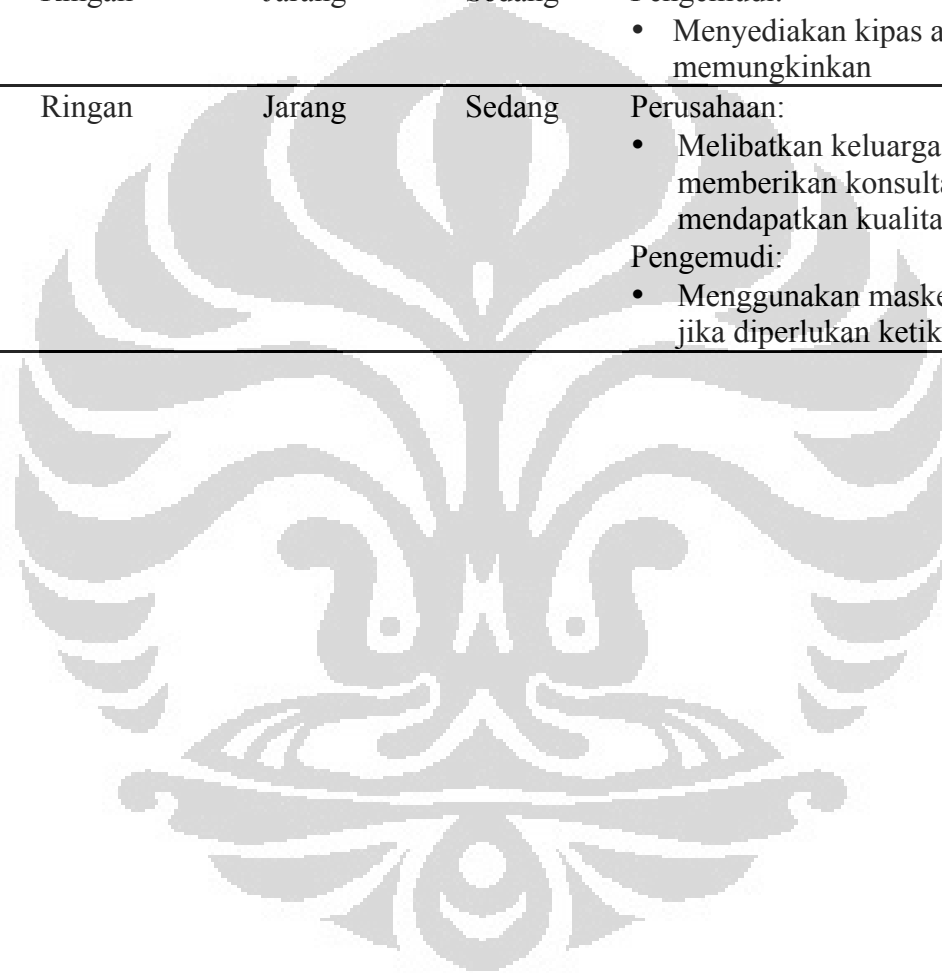 Ringan Jarang Sedang Pengemudi:
• Menyediakan kipas a
memungkinkan
Ringan Jarang Sedang Perusahaan:
• Melibatkan keluarga
memberikan konsulta
mendapatkan kualita
Pengemudi:
• Menggunakan maske
jika diperlukan ketik